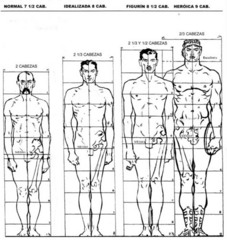 NORMAL 7 1/2 CAB.
IDEALIZADA 8 CAB.
FIGURÍN 8 1/2 CAB.
HERÓICA 9 CAB.
2 CABEZAS
2 1/3 CABEZAS
2 1/3 1/2 CABEZAS
2/3 CABEZAS